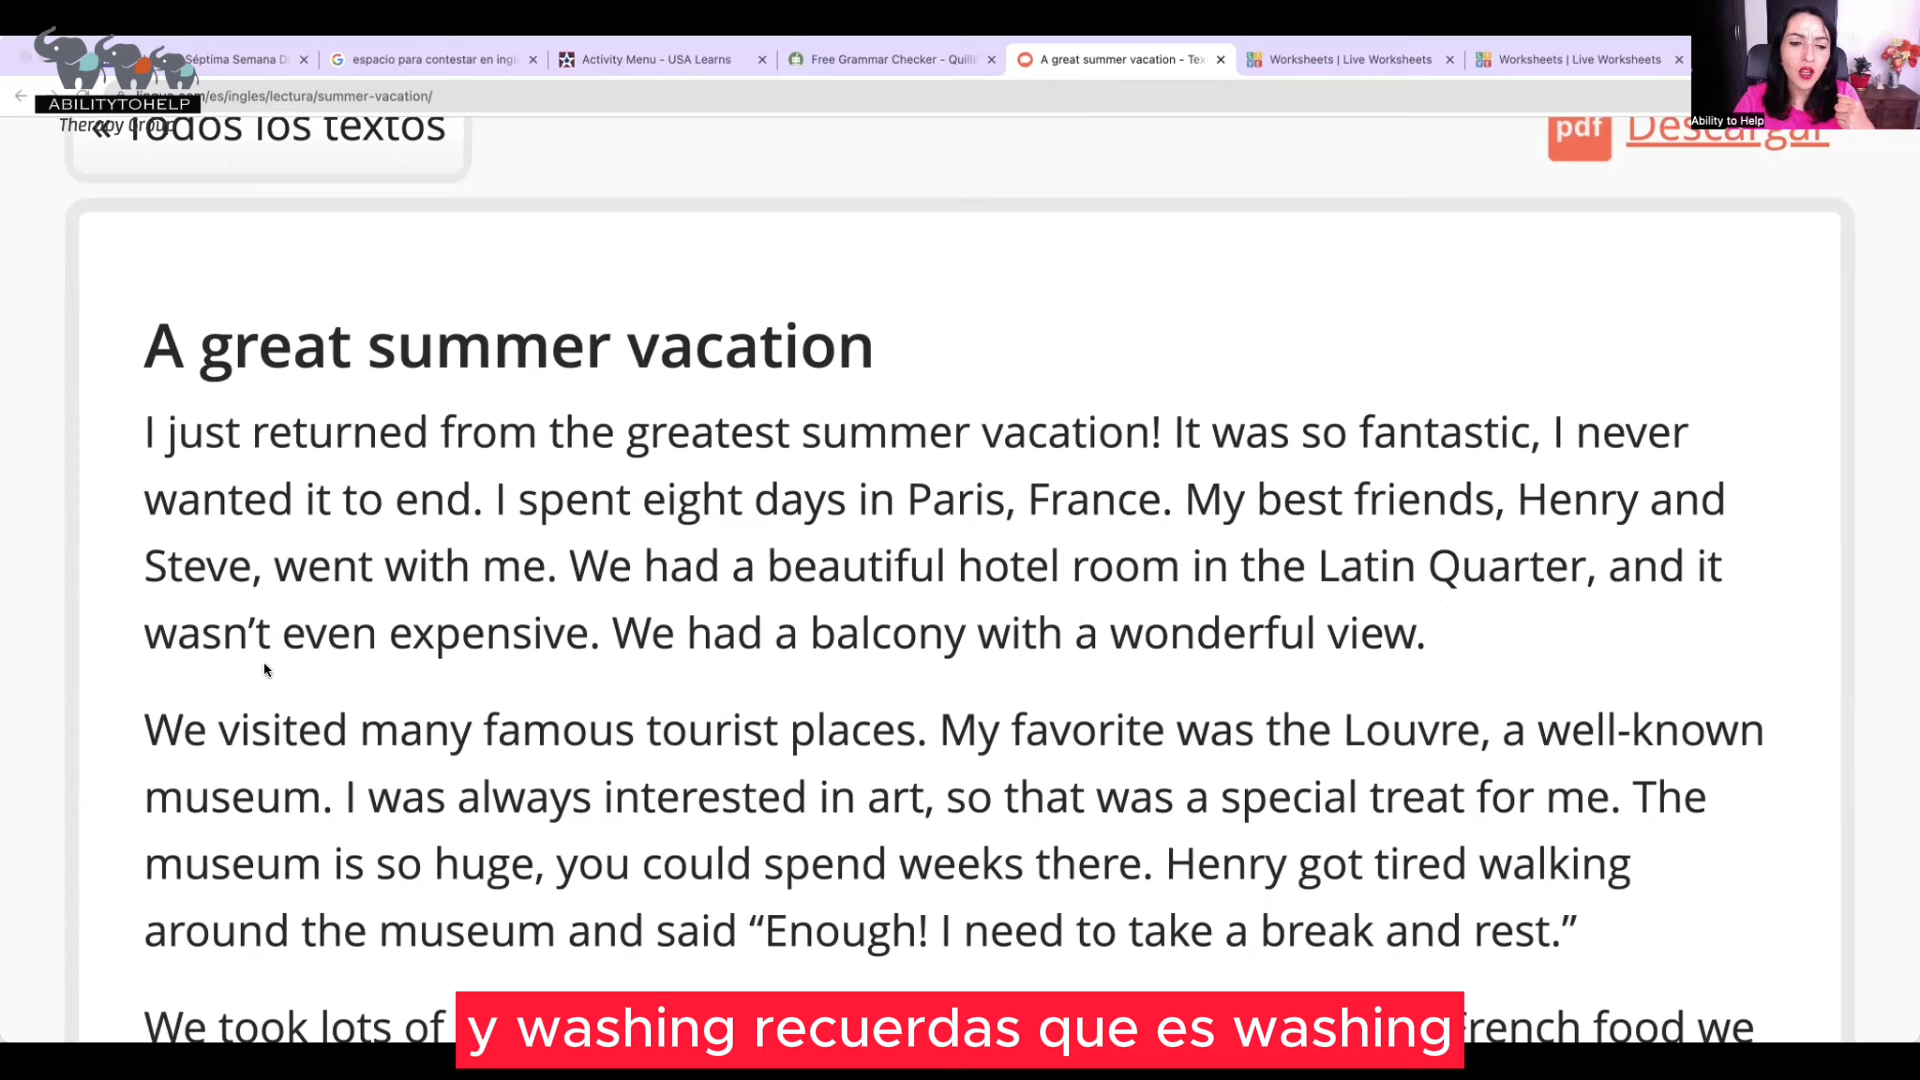 Séptima Semana D
espacio para contestar en ingl
Activity Menu - USA Learns
Free Grammar Checker - Quill
A great summer vacation - Tex
Worksheets | Live Worksheets
Worksheets | Live Worksheets
ABILITYTOHELP
Therapy Group
/es/ingles/lectura/summer-vacation/
Ability to Help
« Todos los textos
pdf Descargar
A great summer vacation
I just returned from the greatest summer vacation! It was so fantastic, I never
wanted it to end. I spent eight days in Paris, France. My best friends, Henry and
Steve, went with me. We had a beautiful hotel room in the Latin Quarter, and it
wasn’t even expensive. We had a balcony with a wonderful view.
We visited many famous tourist places. My favorite was the Louvre, a well-known
museum. I was always interested in art, so that was a special treat for me. The
museum is so huge, you could spend weeks there. Henry got tired walking
around the museum and said “Enough! I need to take a break and rest.”
We took lots of French food we
y washing recuerdas que es washing